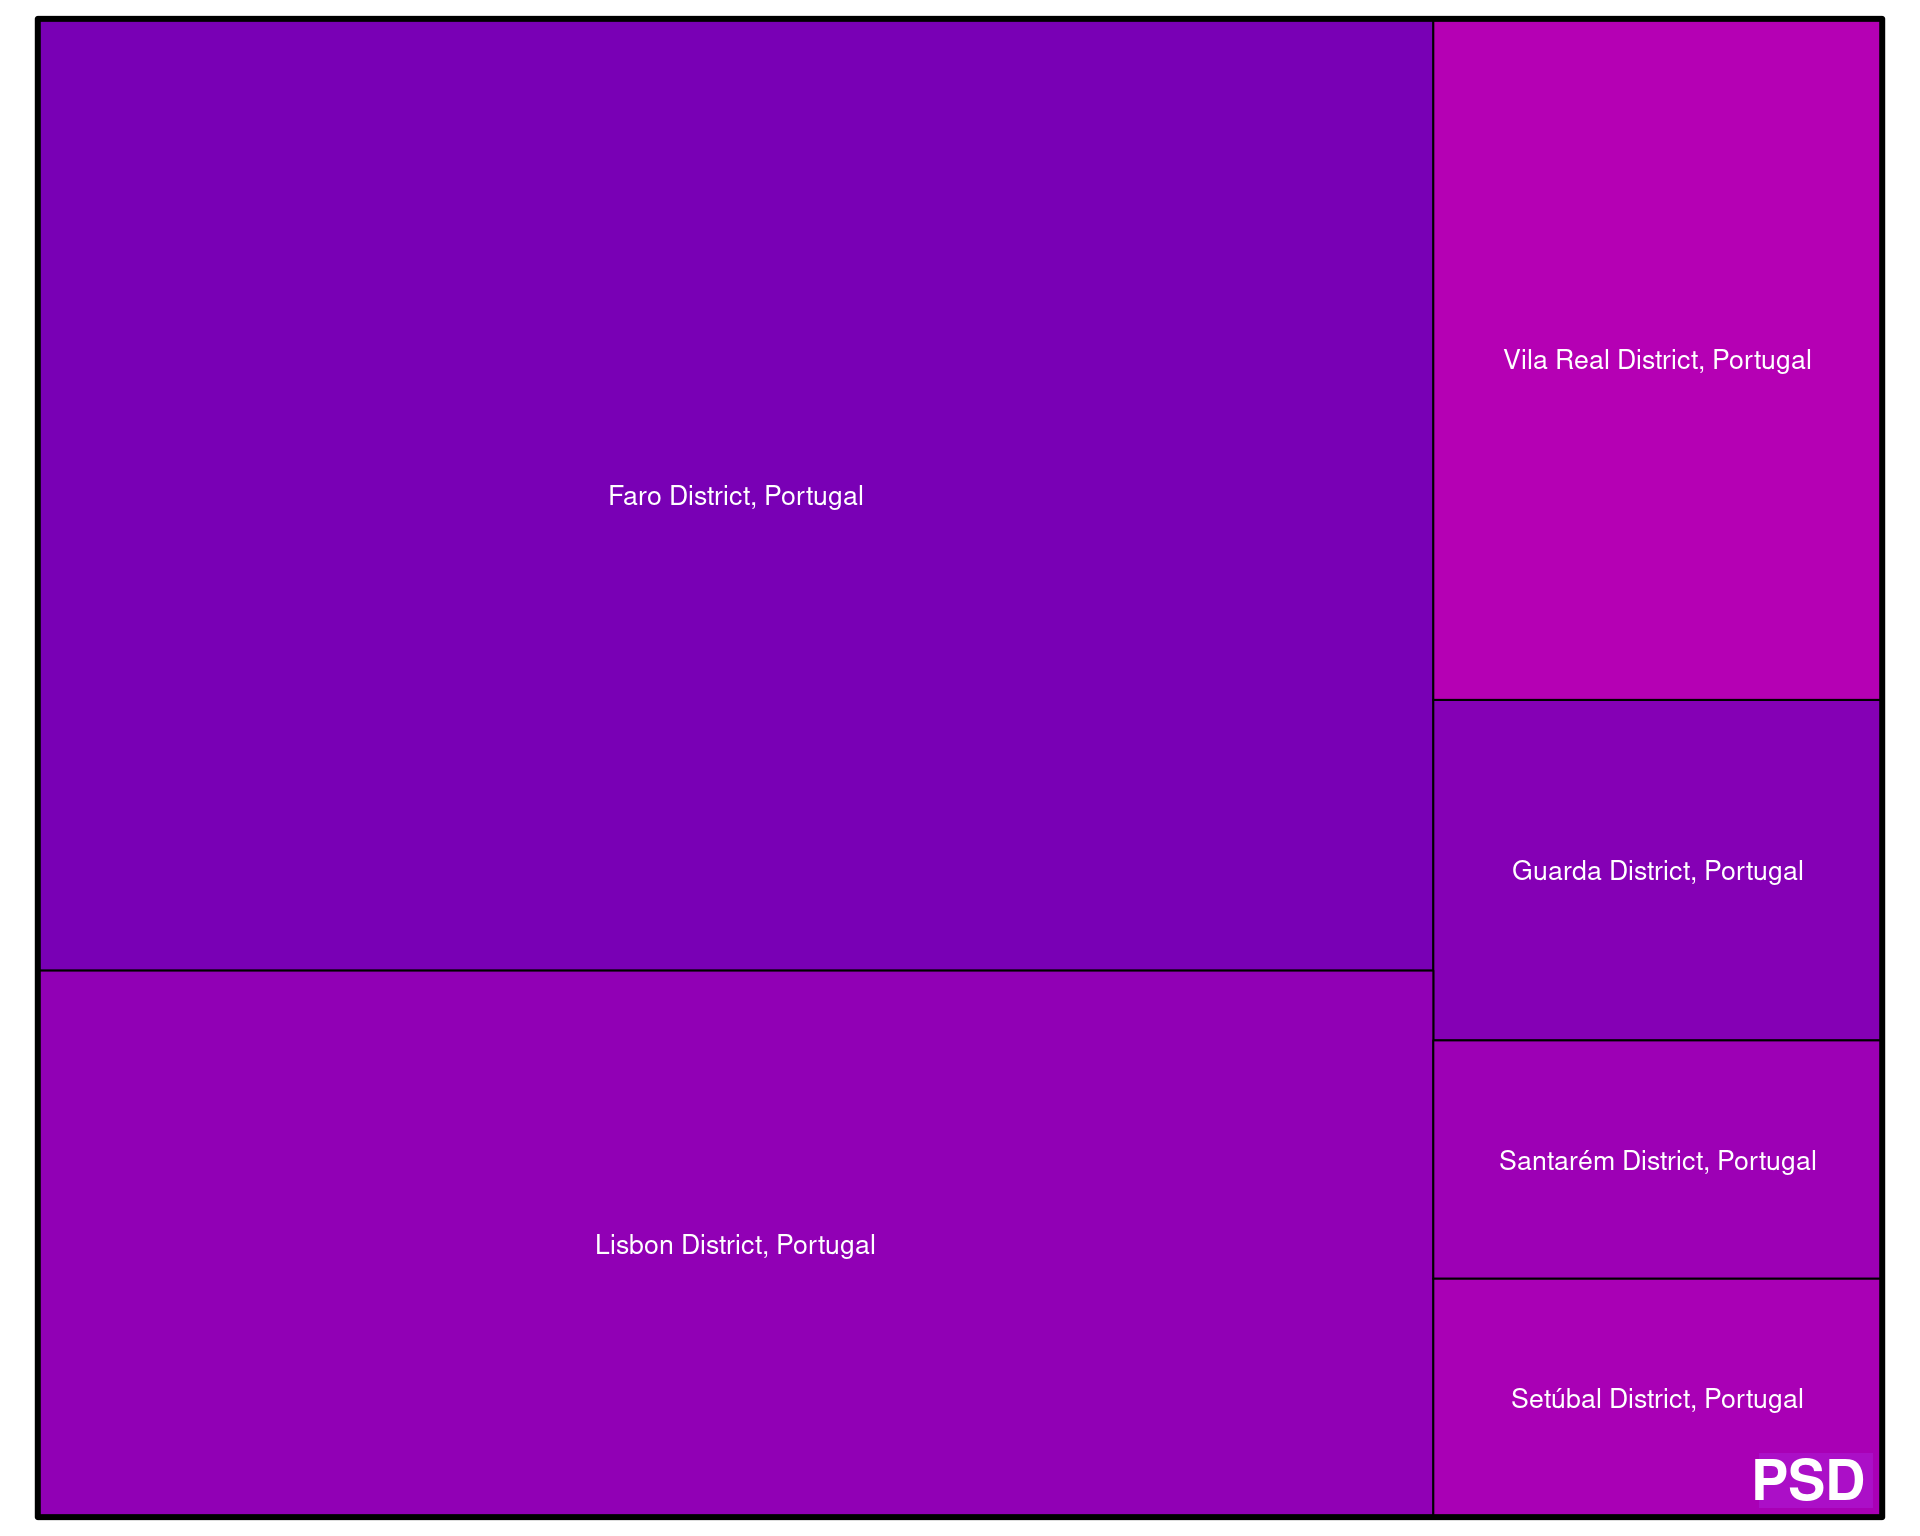 Faro District, Portugal
Lisbon District, Portugal
Vila Real District, Portugal
Guarda District, Portugal
Santarém District, Portugal
Setúbal District, Portugal
PSD